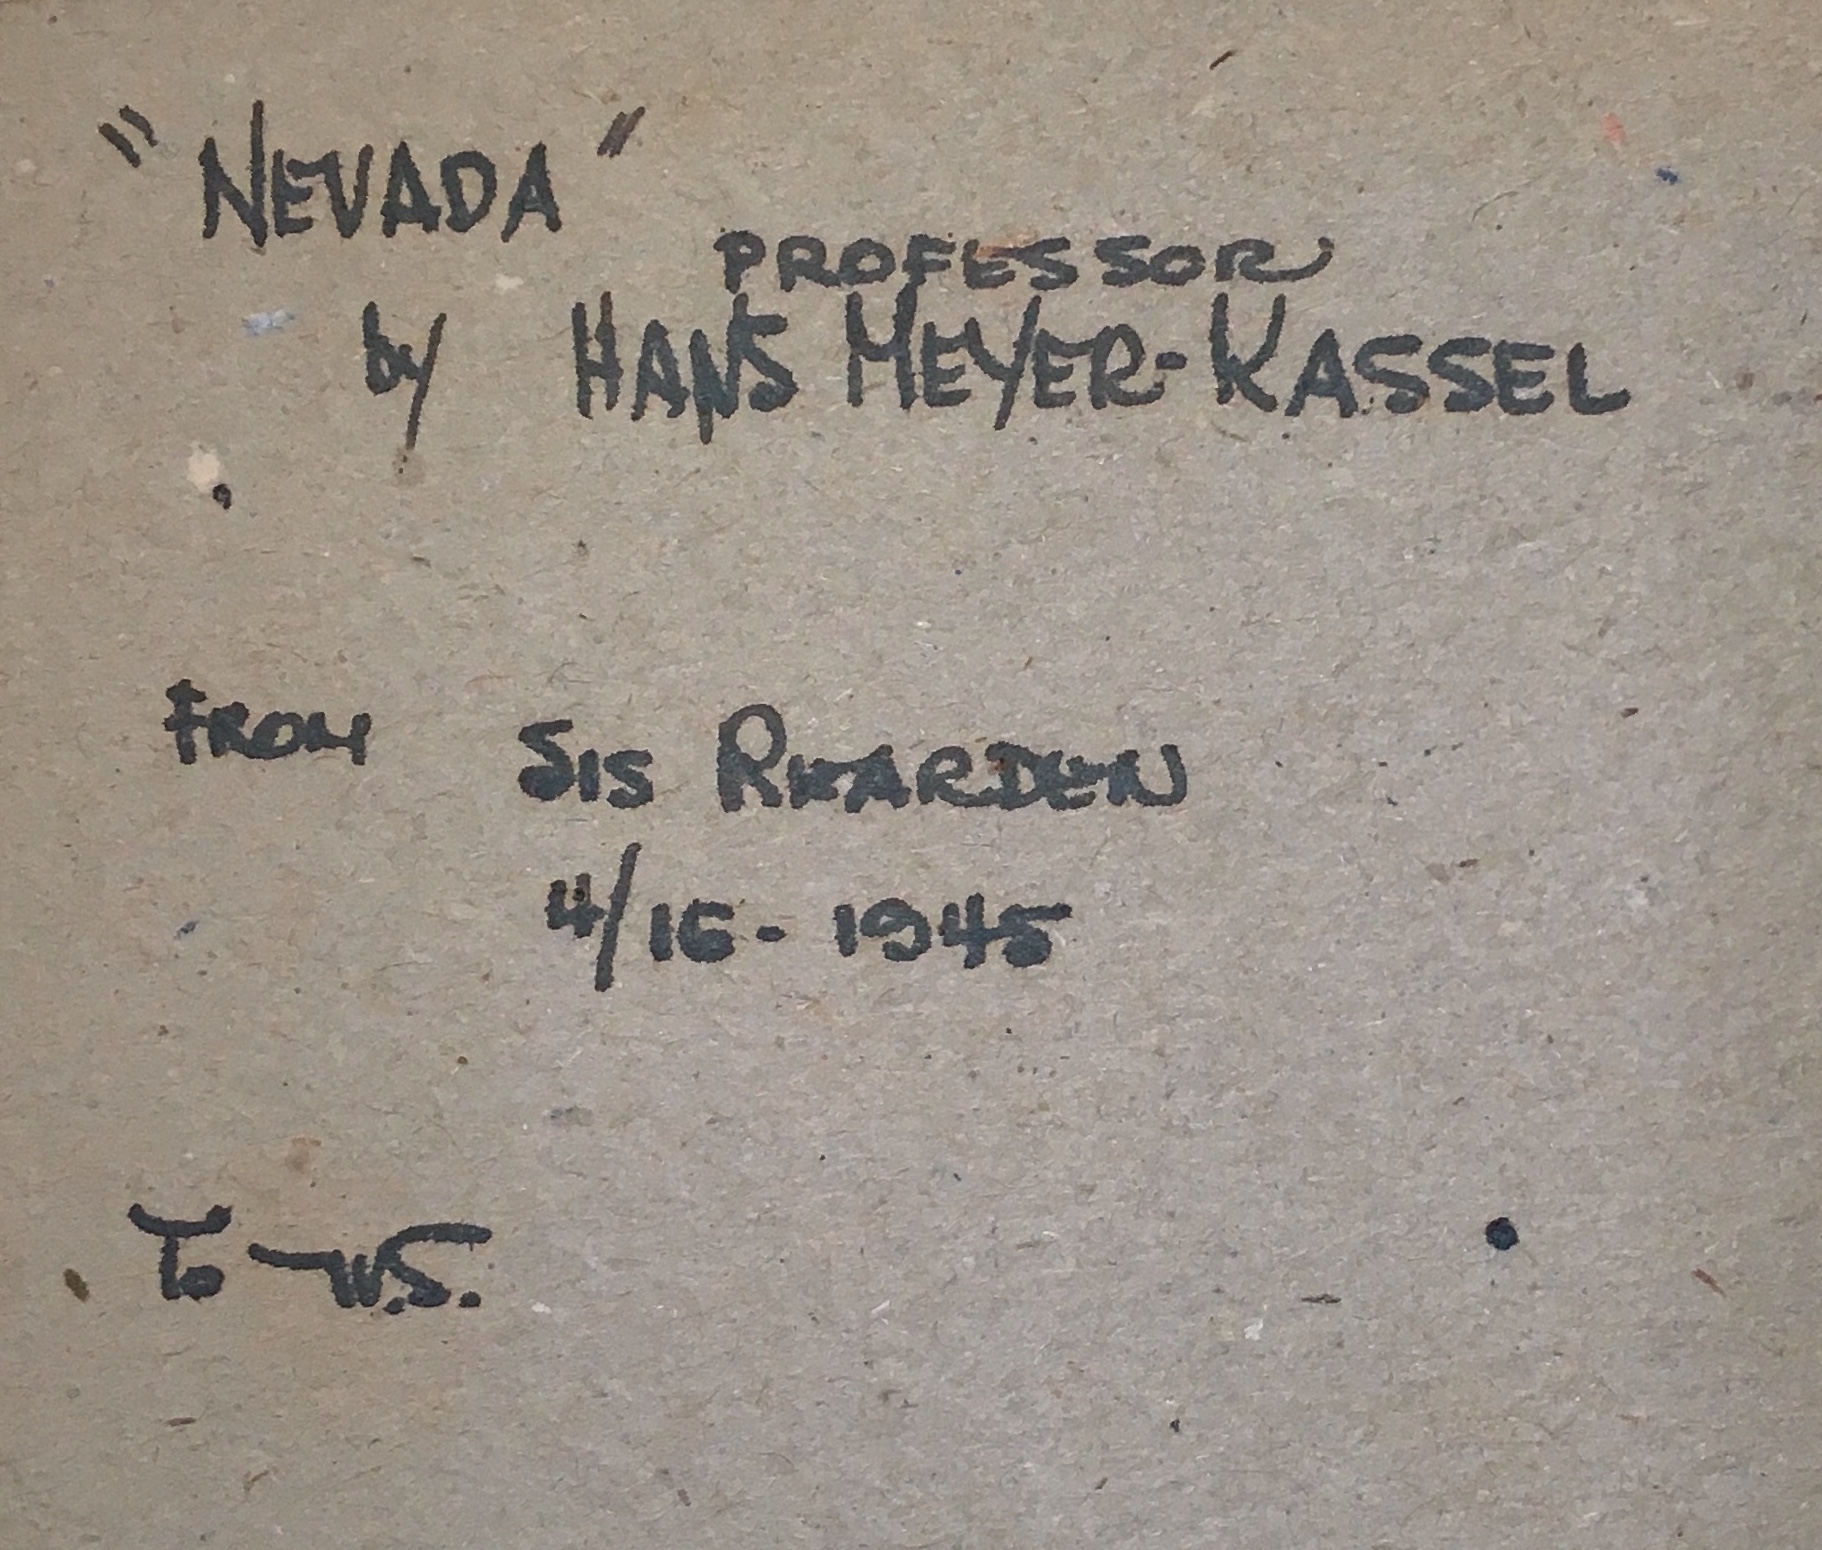 "NEVADA"
PROFESSOR
by HANS MEYER-KASSEL
FROM SIS REARDEN
4/16-1945
To W.S.